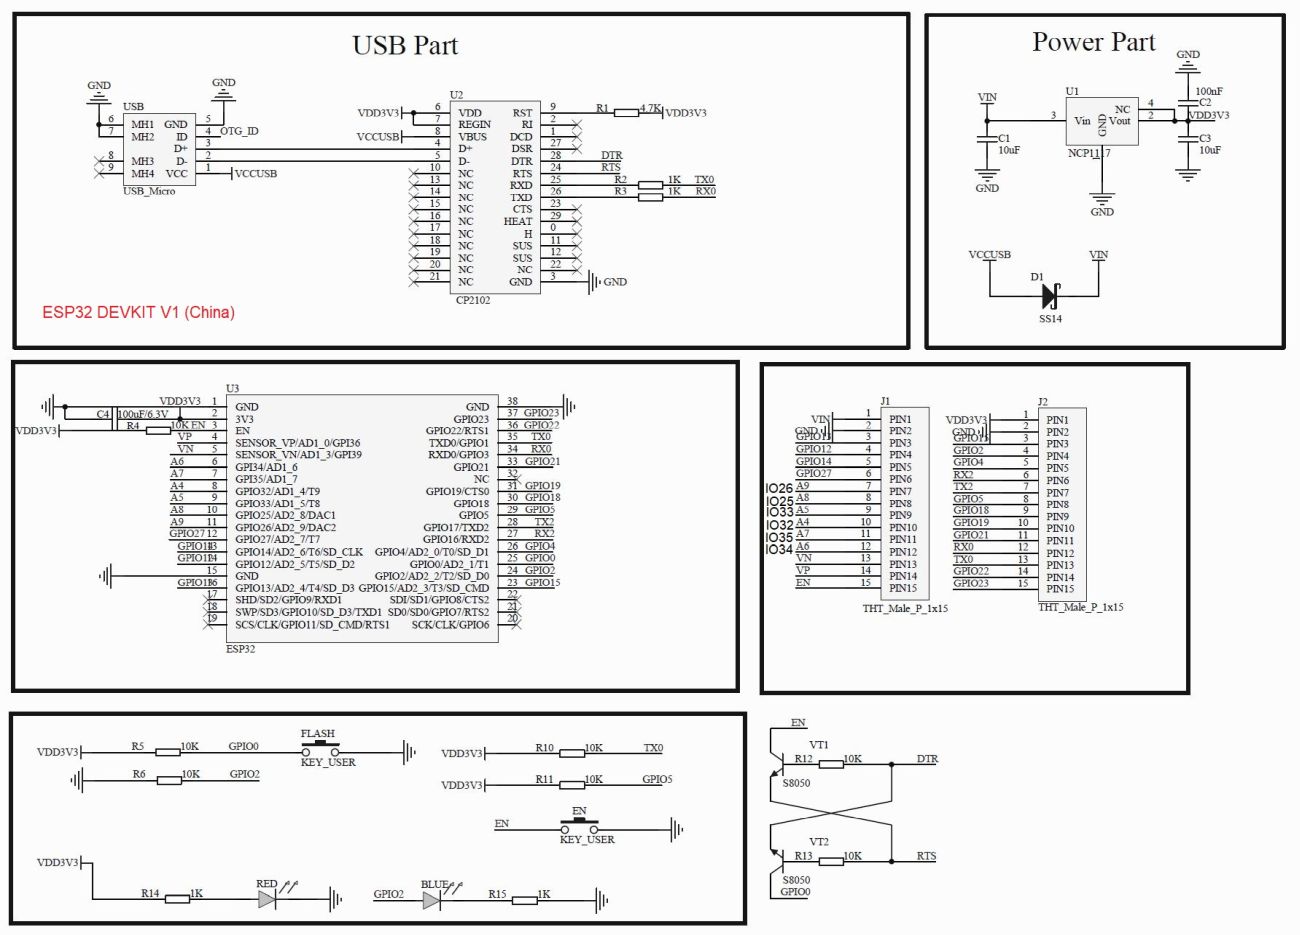 USB Part
GND
GND
USB
6 MH1 GND 5
7 MH2 ID 4 OTG_ID
D+ 3
8 MH3 D- 2
9 MH4 VCC 1 VCCUSB
USB_Micro
U2
VDD3V3 6 VDD RST 9 R1 4.7K VDD3V3
7 REGIN RI 2
VCCUSB 8 VBUS DCD 1
4 D+ DSR 27
5 D- DTR 28 DTR
10 NC RTS 24 RTS
13 NC RXD 25 R2 1K TX0
14 NC TXD 26 R3 1K RX0
15 NC CTS 23
16 NC HEAT 29
17 NC H 0
18 NC SUS 11
19 NC SUS 12
20 NC NC 22
21 NC GND 3 GND
CP2102
ESP32 DEVKIT V1 (China)
Power Part
GND
100nF
C2
VIN
U1
3 Vin GND NC 4
Vout 2 VDD3V3
C1
10uF
NCP1117
C3
10uF
GND
GND
VCCUSB
VIN
D1
SS14
U3
VDD3V3 1 GND GND 38
C4 100uF/6.3V 2 3V3 GPIO23 37 GPIO23
VDD3V3 R4 10K EN 3 EN GPIO22/RTS1 36 GPIO22
VP 4 SENSOR_VP/AD1_0/GPI36 TXD0/GPIO1 35 TX0
VN 5 SENSOR_VN/AD1_3/GPI39 RXD0/GPIO3 34 RX0
A6 6 GPI34/AD1_6 GPIO21 33 GPIO21
A7 7 GPI35/AD1_7 NC 32
A4 8 GPIO32/AD1_4/T9 GPIO19/CTS0 31 GPIO19
A5 9 GPIO33/AD1_5/T8 GPIO18 30 GPIO18
A8 10 GPIO25/AD2_8/DAC1 GPIO5 29 GPIO5
A9 11 GPIO26/AD2_9/DAC2 GPIO17/TXD2 28 TX2
GPIO27 12 GPIO27/AD2_7/T7 GPIO16/RXD2 27 RX2
GPIO14 13 GPIO14/AD2_6/T6/SD_CLK GPIO4/AD2_0/T0/SD_D1 26 GPIO4
GPIO12 14 GPIO12/AD2_5/T5/SD_D2 GPIO0/AD2_1/T1 25 GPIO0
15 GND GPIO2/AD2_2/T2/SD_D0 24 GPIO2
GPIO13 16 GPIO13/AD2_4/T4/SD_D3 GPIO15/AD2_3/T3/SD_CMD 23 GPIO15
17 SHD/SD2/GPIO9/RXD1 SDI/SD1/GPIO8/CTS2 22
18 SWP/SD3/GPIO10/SD_D3/TXD1 SD0/SD0/GPIO7/RTS2 21
19 SCS/CLK/GPIO11/SD_CMD/RTS1 SCK/CLK/GPIO6 20
ESP32
J1
VIN 1 PIN1
GND 2 PIN2
GPIO13 3 PIN3
GPIO12 4 PIN4
GPIO14 5 PIN5
GPIO27 6 PIN6
IO26 A9 7 PIN7
IO25 A8 8 PIN8
IO33 A5 9 PIN9
IO32 A4 10 PIN10
IO35 A7 11 PIN11
IO34 A6 12 PIN12
VN 13 PIN13
VP 14 PIN14
EN 15 PIN15
THT_Male_P_1x15
J2
VDD3V3 1 PIN1
GND 2 PIN2
GPIO15 3 PIN3
GPIO2 4 PIN4
GPIO4 5 PIN5
RX2 6 PIN6
TX2 7 PIN7
GPIO5 8 PIN8
GPIO18 9 PIN9
GPIO19 10 PIN10
GPIO21 11 PIN11
RX0 12 PIN12
TX0 13 PIN13
GPIO22 14 PIN14
GPIO23 15 PIN15
THT_Male_P_1x15
VDD3V3 R5 10K GPIO0 FLASH
KEY_USER
R6 10K GPIO2
VDD3V3 R10 10K TX0
VDD3V3 R11 10K GPIO5
EN EN
KEY_USER
VDD3V3
R14 1K RED
GPIO2 BLUE R15 1K
EN
VT1
R12 10K DTR
S8050
VT2
R13 10K RTS
S8050
GPIO0